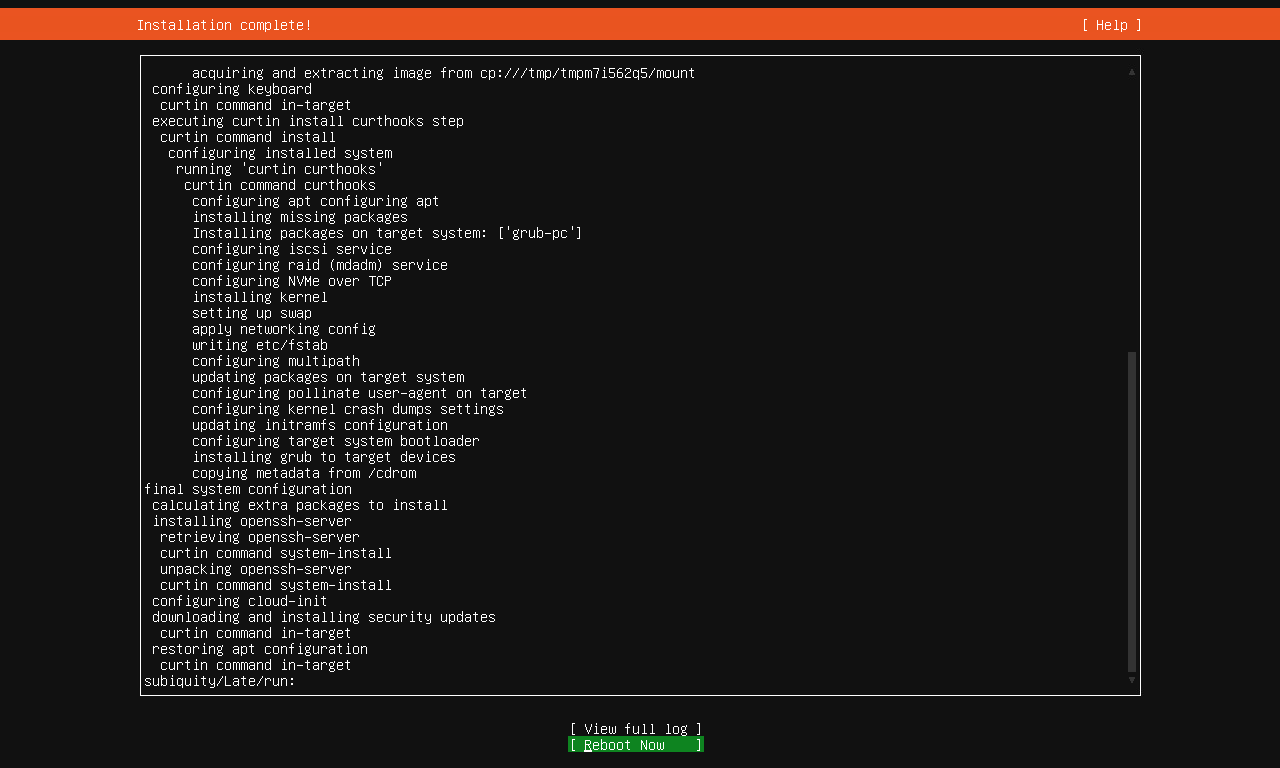 Installation complete!
[ Help ]
acquiring and extracting image from cp:///tmp/tmpm7i562q5/mount
configuring keyboard
curtin command in-target
executing curtin install curthooks step
curtin command install
configuring installed system
running 'curtin curthooks'
curtin command curthooks
configuring apt configuring apt
installing missing packages
Installing packages on target system: ['grub-pc']
configuring iscsi service
configuring raid (mdadm) service
configuring NVMe over TCP
installing kernel
setting up swap
apply networking config
writing etc/fstab
configuring multipath
updating packages on target system
configuring pollinate user-agent on target
configuring kernel crash dumps settings
updating initramfs configuration
configuring target system bootloader
installing grub to target devices
copying metadata from /cdrom
final system configuration
calculating extra packages to install
installing openssh-server
retrieving openssh-server
curtin command system-install
unpacking openssh-server
curtin command system-install
configuring cloud-init
downloading and installing security updates
curtin command in-target
restoring apt configuration
curtin command in-target
subiquity/Late/run:
[ View full log ]
[ Reboot Now ]